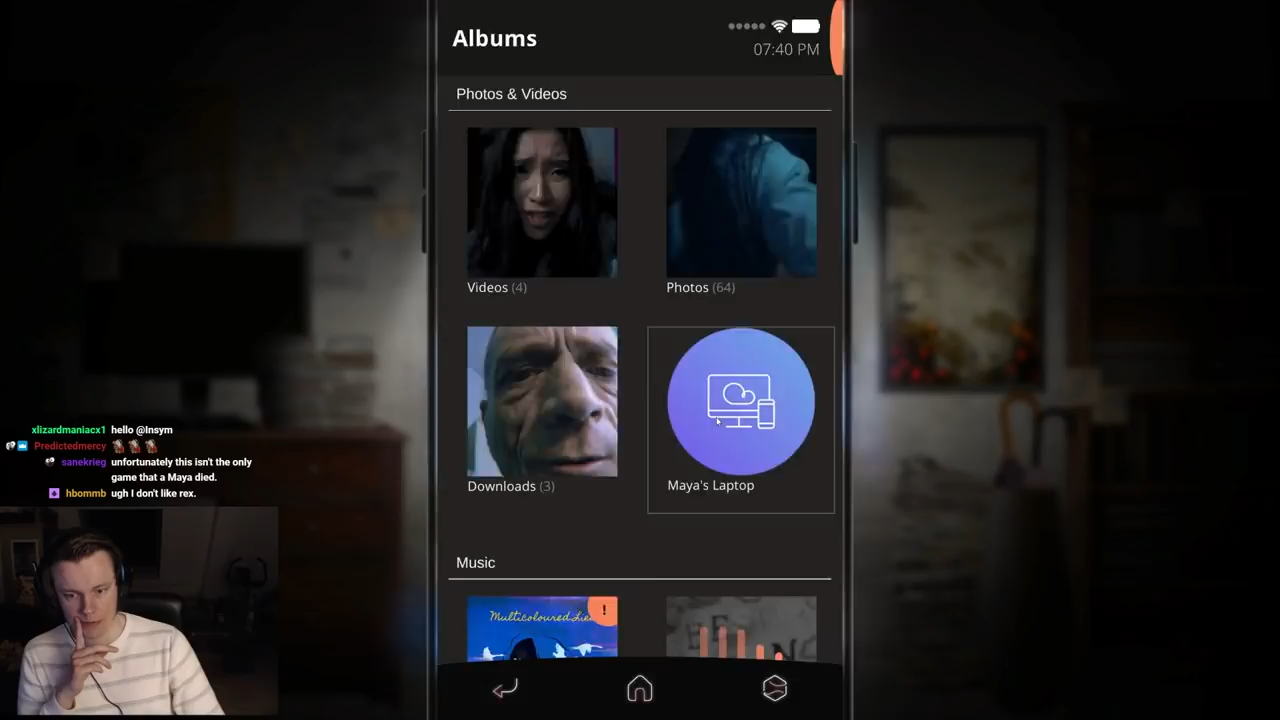 Albums
07:40 PM
Photos & Videos
Videos (4)
Photos (64)
Downloads (3)
Maya's Laptop
Music
Multicoloured Lie
!
xlizardmaniacx1 hello @Insym
Predictedmercy
sanekrieg unfortunately this isn't the only
game that a Maya died.
hbommb ugh I don't like rex.